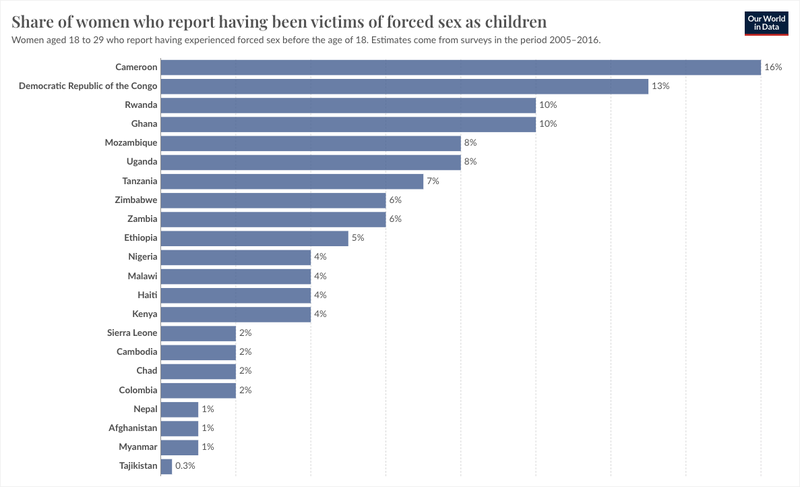 Share of women who report having been victims of forced sex as children
Our World
in Data
Women aged 18 to 29 who report having experienced forced sex before the age of 18. Estimates come from surveys in the period 2005–2016.
Cameroon 16%
Democratic Republic of the Congo 13%
Rwanda 10%
Ghana 10%
Mozambique 8%
Uganda 8%
Tanzania 7%
Zimbabwe 6%
Zambia 6%
Ethiopia 5%
Nigeria 4%
Malawi 4%
Haiti 4%
Kenya 4%
Sierra Leone 2%
Cambodia 2%
Chad 2%
Colombia 2%
Nepal 1%
Afghanistan 1%
Myanmar 1%
Tajikistan 0.3%